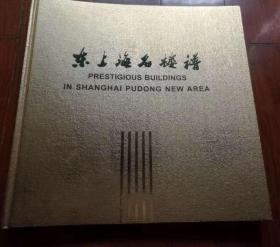 东上海名楼谱
PRESTIGIOUS BUILDINGS
IN SHANGHAI PUDONG NEW AREA